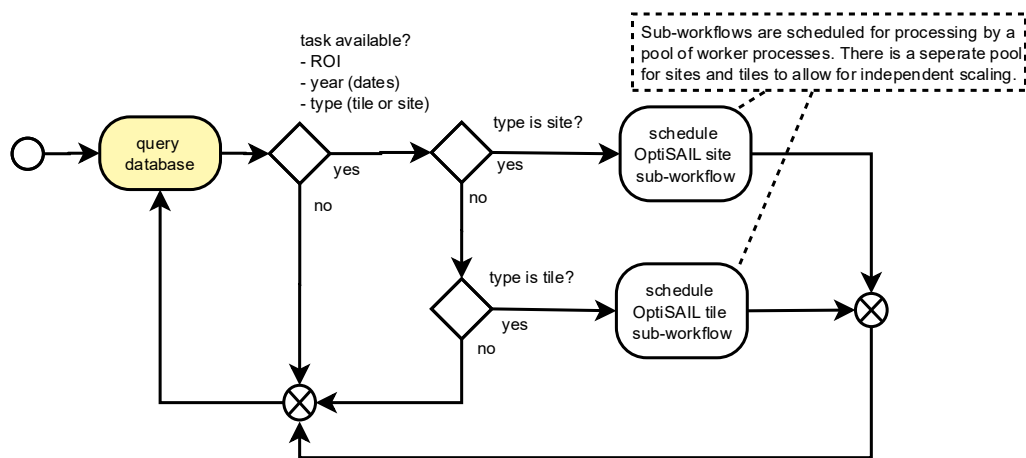 task available?
- ROI
- year (dates)
- type (tile or site)
Sub-workflows are scheduled for processing by a
pool of worker processes. There is a seperate pool
for sites and tiles to allow for independent scaling.
query
database
yes
no
type is site?
yes
no
schedule
OptiSAIL site
sub-workflow
type is tile?
yes
no
schedule
OptiSAIL tile
sub-workflow